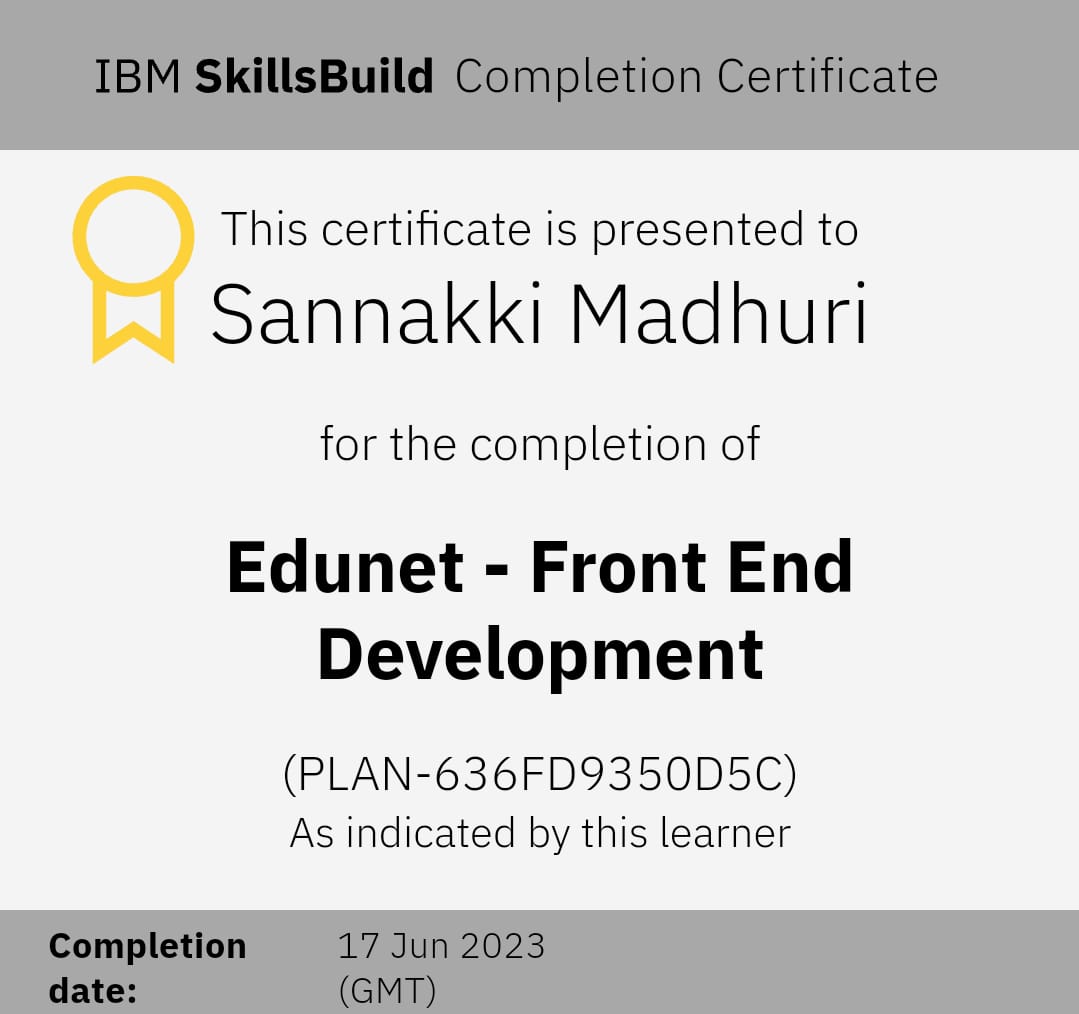 IBM SkillsBuild Completion Certificate
This certificate is presented to
Sannakki Madhuri
for the completion of
Edunet - Front End
Development
(PLAN-636FD9350D5C)
As indicated by this learner
Completion 17 Jun 2023
date: (GMT)